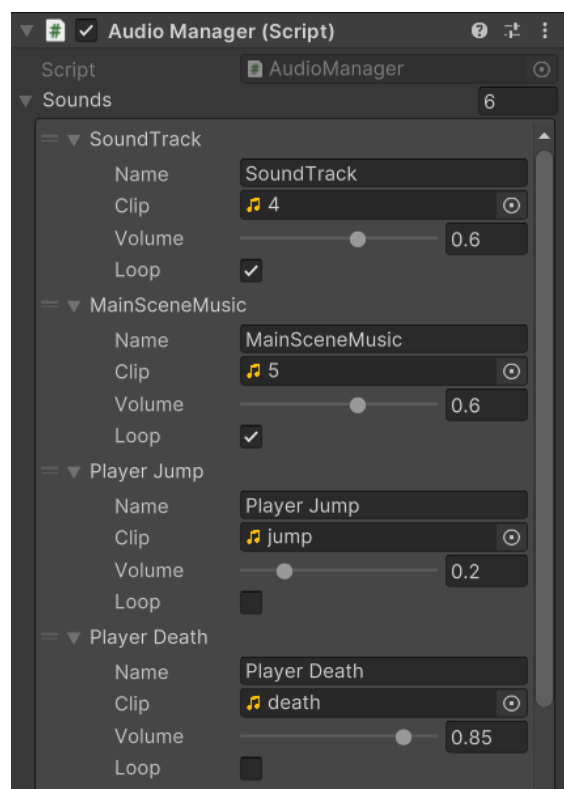 Audio Manager (Script)
Script AudioManager
Sounds 6
SoundTrack
Name SoundTrack
Clip 4
Volume 0.6
Loop
MainSceneMusic
Name MainSceneMusic
Clip 5
Volume 0.6
Loop
Player Jump
Name Player Jump
Clip jump
Volume 0.2
Loop
Player Death
Name Player Death
Clip death
Volume 0.85
Loop